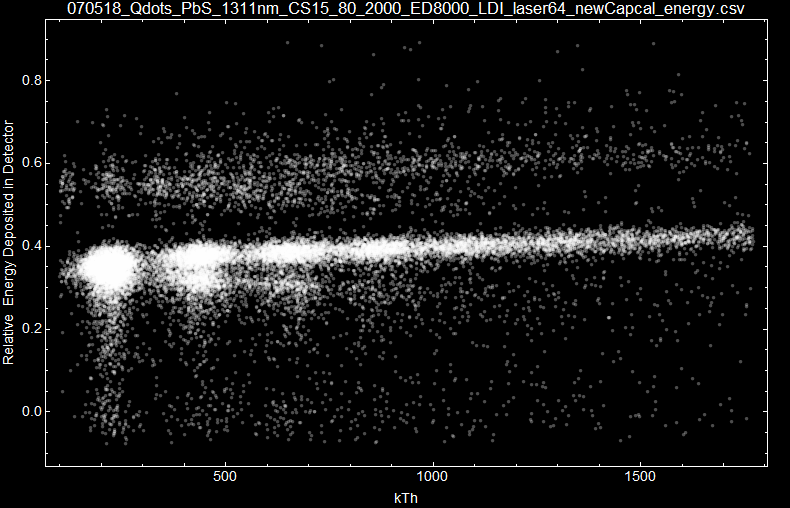 070518_Qdots_PbS_1311nm_CS15_80_2000_ED8000_LDI_laser64_newCapcal_energy.csv
Relative Energy Deposited in Detector
0.8
0.6
0.4
0.2
0.0
500 1000 1500
kTh